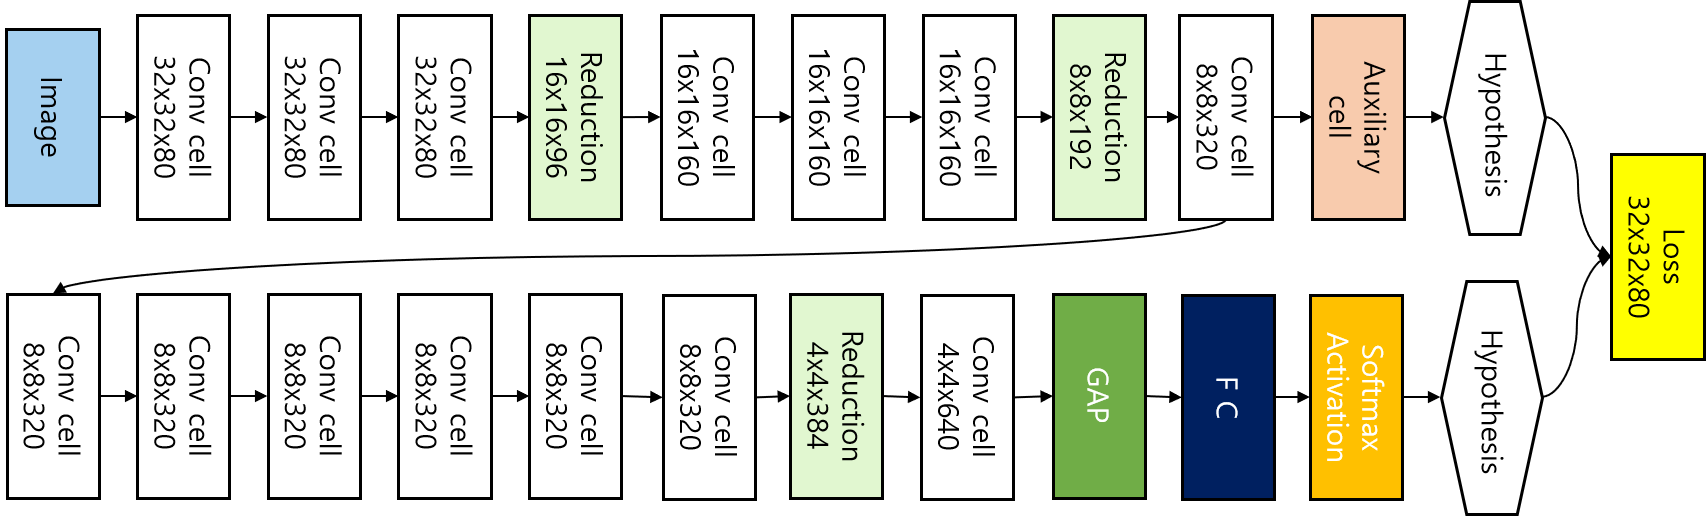 Image
Conv cell
32x32x80
Conv cell
32x32x80
Conv cell
32x32x80
Reduction
16x16x96
Conv cell
16x16x160
Conv cell
16x16x160
Conv cell
16x16x160
Reduction
8x8x192
Conv cell
8x8x320
Auxiliary
cell
Hypothesis
Loss
32x32x80
Conv cell
8x8x320
Conv cell
8x8x320
Conv cell
8x8x320
Conv cell
8x8x320
Conv cell
8x8x320
Conv cell
8x8x320
Reduction
4x4x384
Conv cell
4x4x640
GAP
F C
Softmax
Activation
Hypothesis